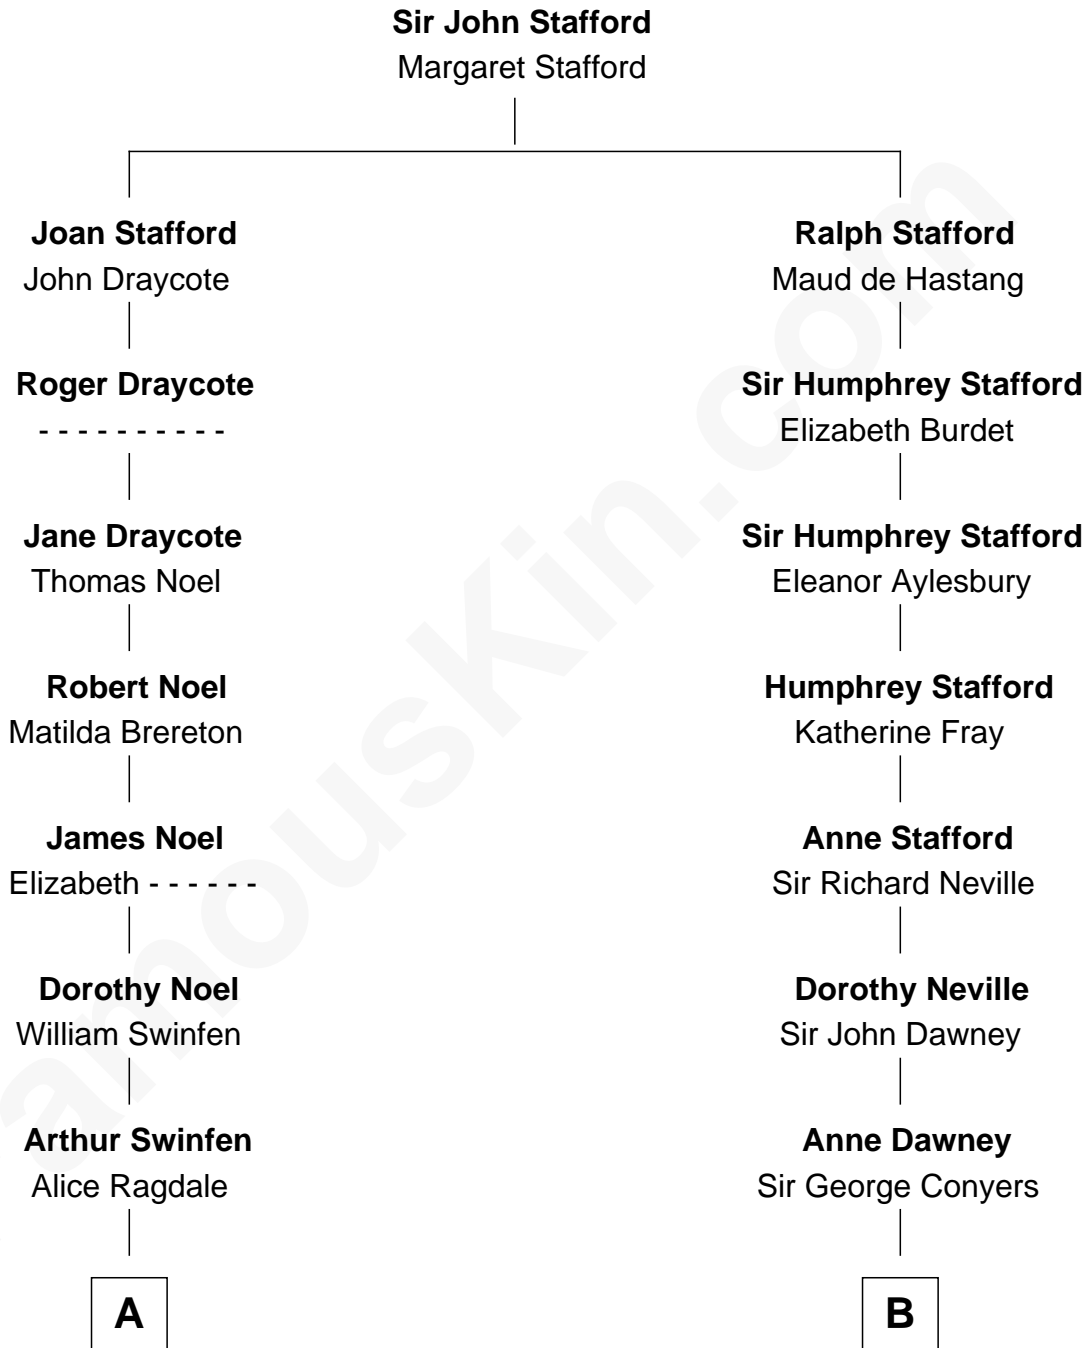 Sir John Stafford
Margaret Stafford
Joan Stafford
John Draycote
Ralph Stafford
Maud de Hastang
Roger Draycote
- - - - - - - - - -
Sir Humphrey Stafford
Elizabeth Burdet
Jane Draycote
Thomas Noel
Sir Humphrey Stafford
Eleanor Aylesbury
Robert Noel
Matilda Brereton
Humphrey Stafford
Katherine Fray
James Noel
Elizabeth - - - - - -
Anne Stafford
Sir Richard Neville
Dorothy Noel
William Swinfen
Dorothy Neville
Sir John Dawney
Arthur Swinfen
Alice Ragdale
Anne Dawney
Sir George Conyers
A
B
amousKin.com